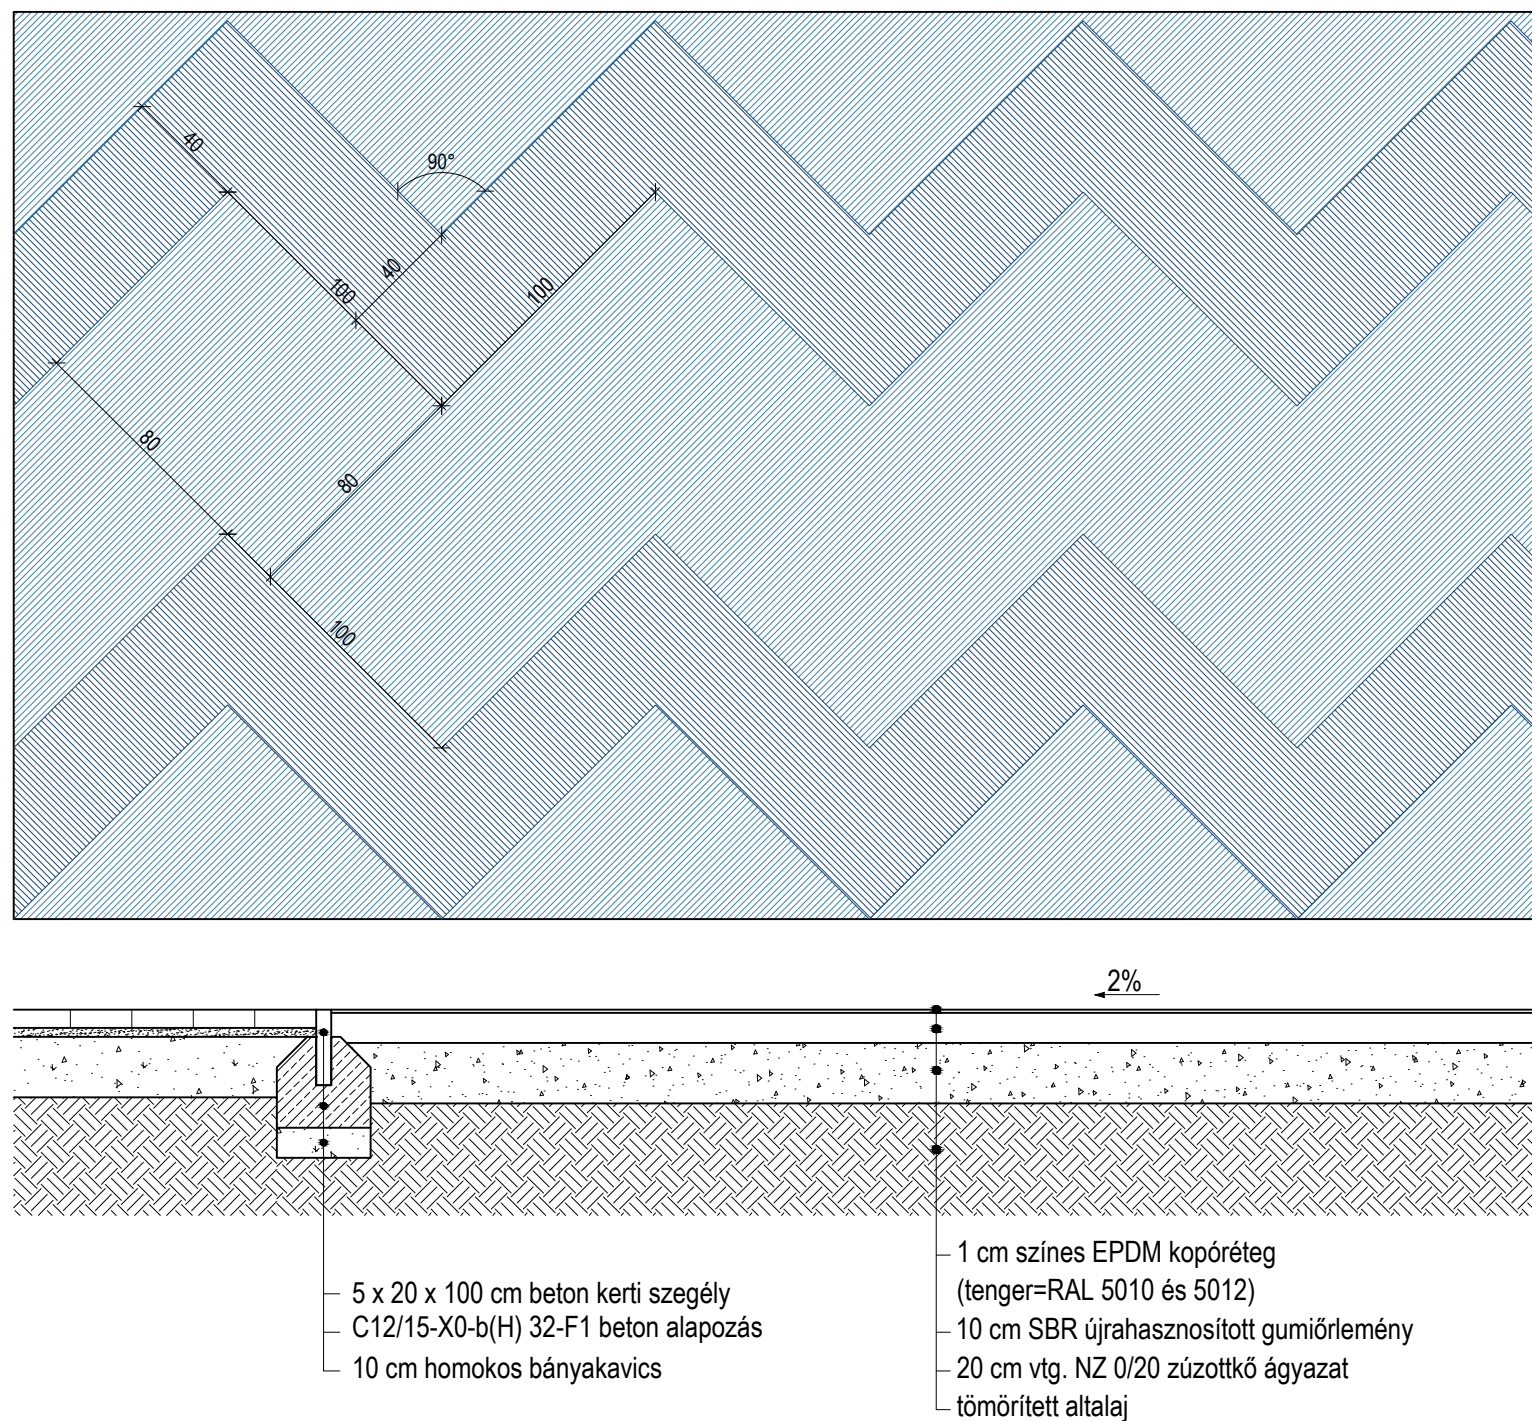 40
90°
100
40
100
80
80
100
2%
5 x 20 x 100 cm beton kerti szegély
C12/15-X0-b(H) 32-F1 beton alapozás
10 cm homokos bányakavics
1 cm színes EPDM kopóréteg
(tenger=RAL 5010 és 5012)
10 cm SBR újrahasznosított gumiőrlemény
20 cm vtg. NZ 0/20 zúzottkő ágyazat
tömörített altalaj